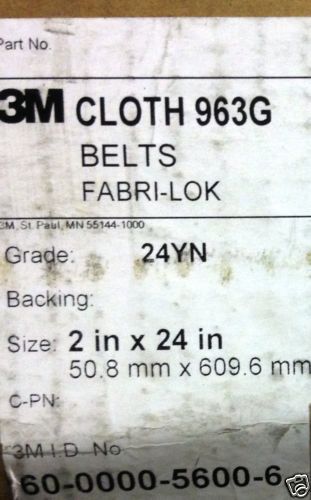 Part No.
3M CLOTH 963G
BELTS
FABRI-LOK
3M, St. Paul, MN 55144-1000
Grade: 24YN
Backing:
Size: 2 in x 24 in
50.8 mm x 609.6 mm
C-PN:
3M I.D. No
60-0000-5600-6